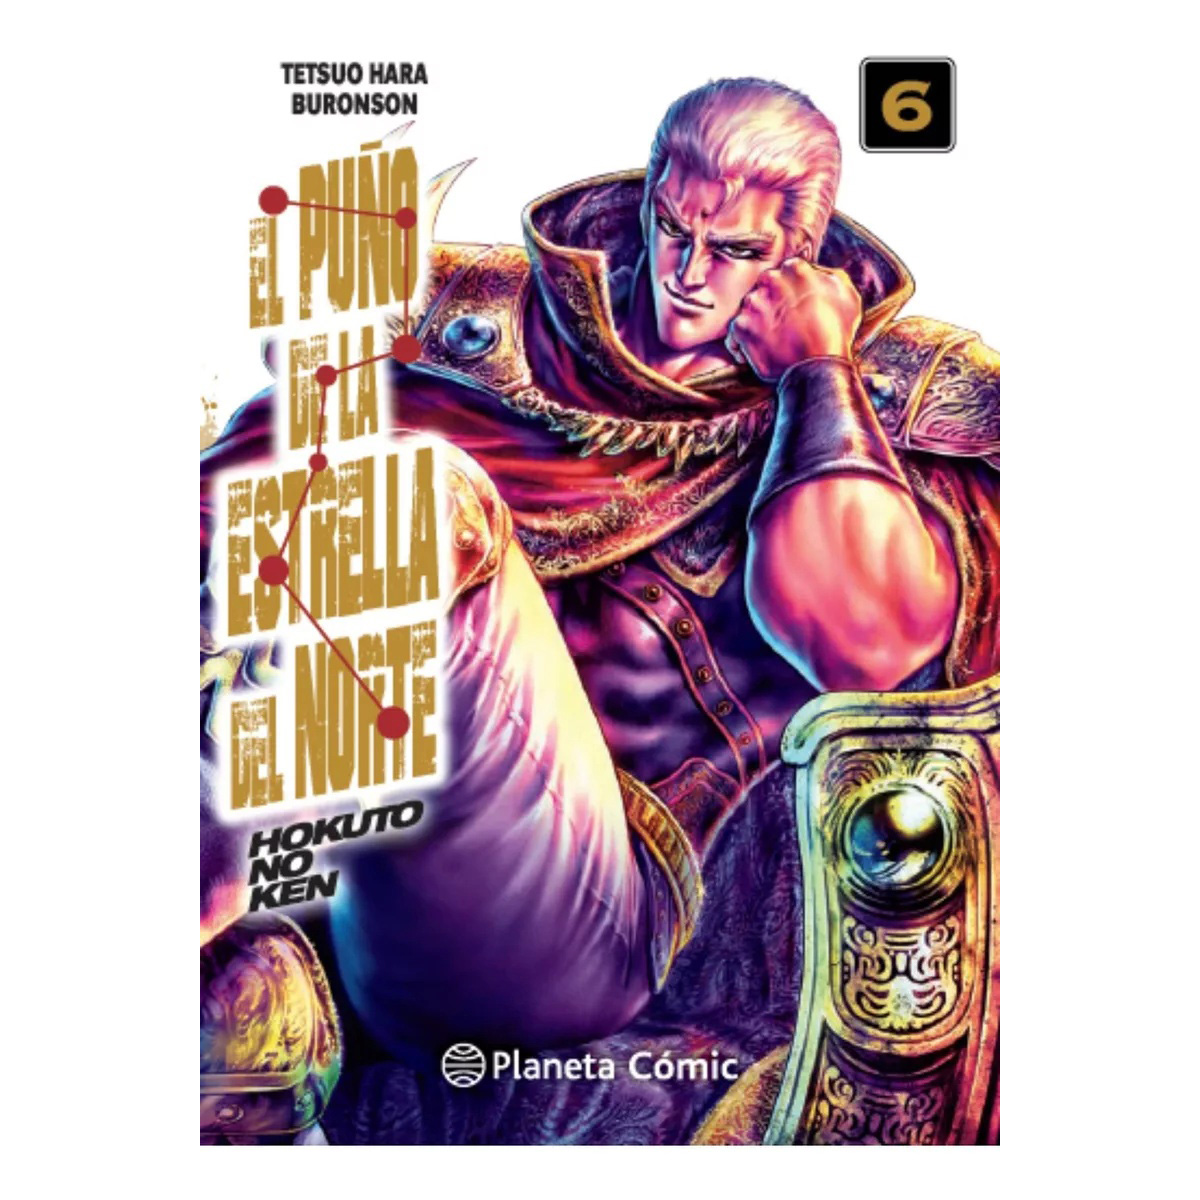 TETSUO HARA
BURONSON
6
EL PUÑO
DE LA
ESTRELLA
DEL NORTE
HOKUTO
NO
KEN
Planeta Cómic